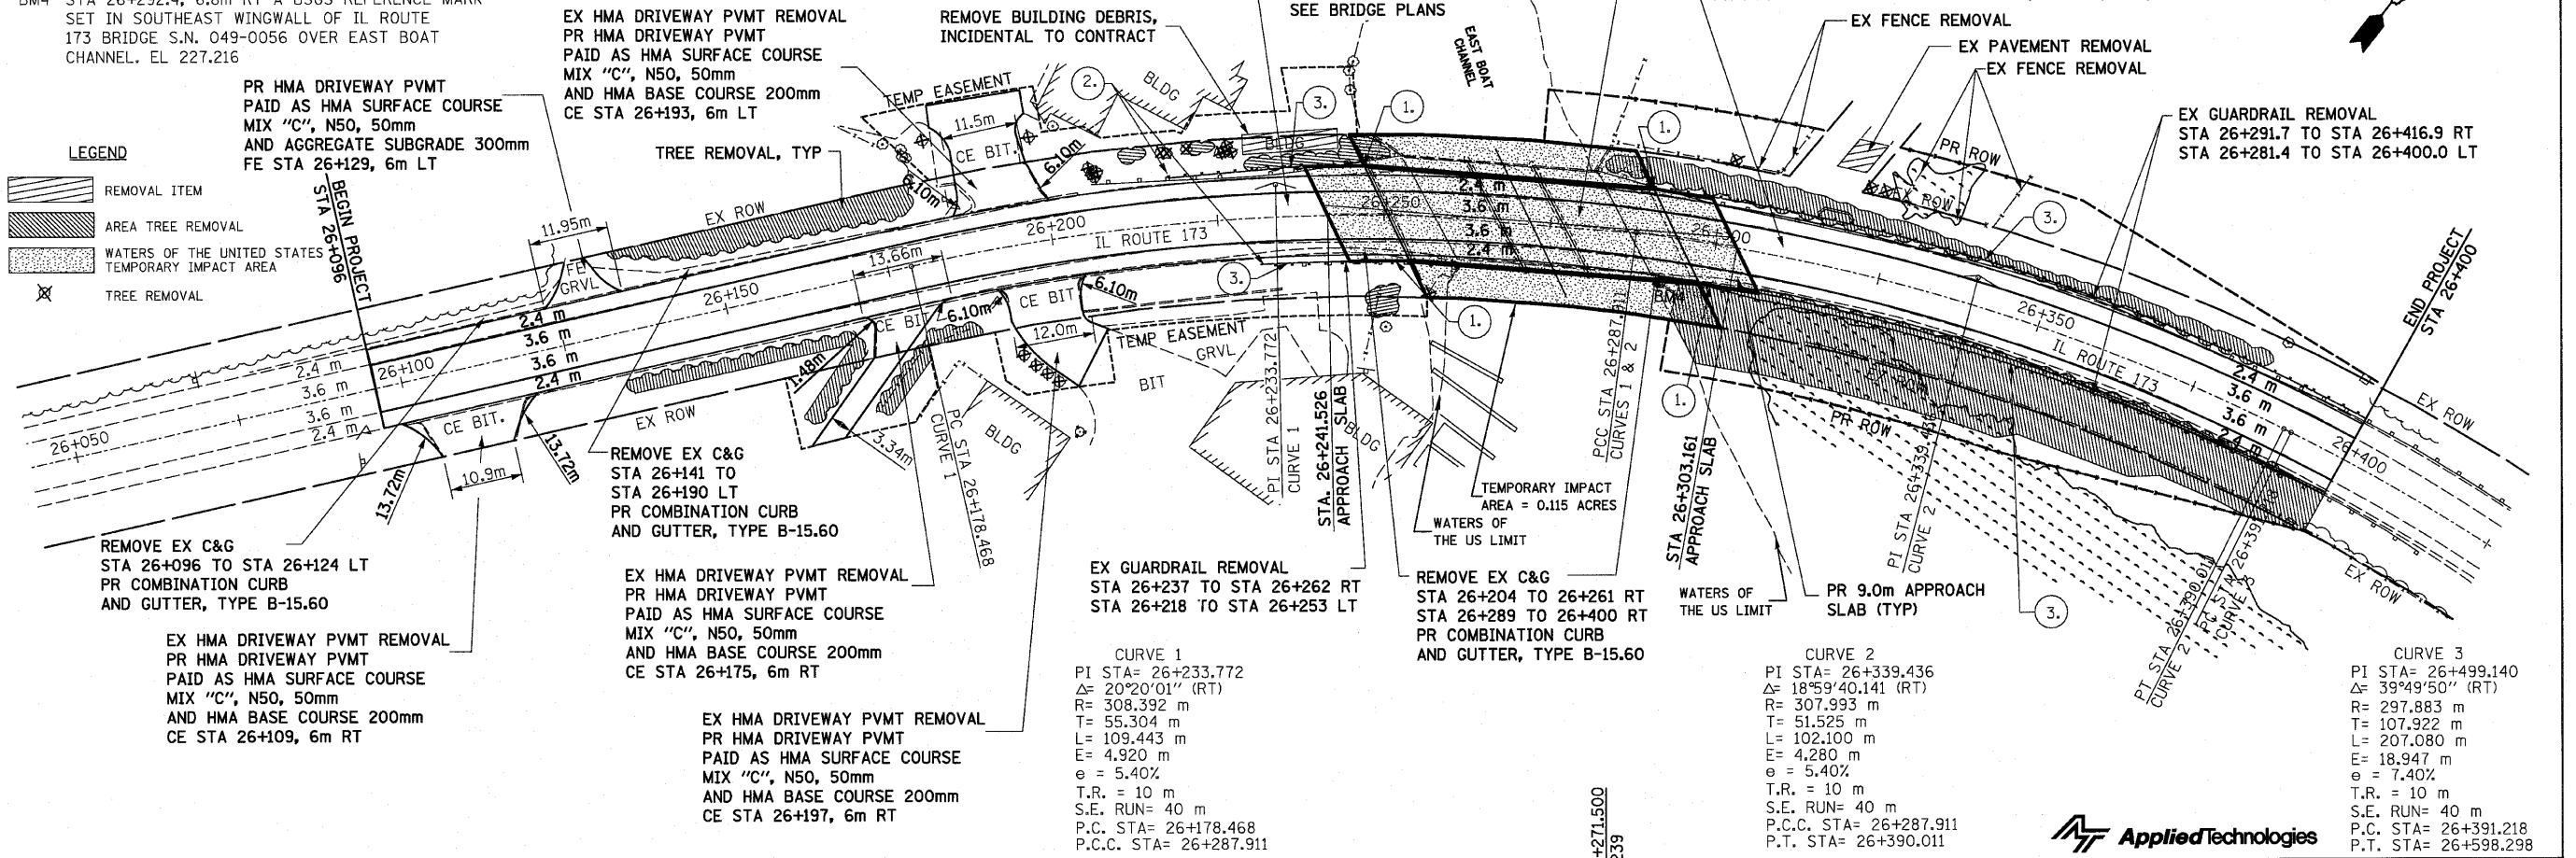 BM4 STA 26+292.4, 6.8m RT A USGS REFERENCE MARK
SET IN SOUTHEAST WINGWALL OF IL ROUTE
173 BRIDGE S.N. 049-0056 OVER EAST BOAT
CHANNEL. EL 227.216
PR HMA DRIVEWAY PVMT
PAID AS HMA SURFACE COURSE
MIX "C", N50, 50mm
AND AGGREGATE SUBGRADE 300mm
FE STA 26+129, 6m LT
EX HMA DRIVEWAY PVMT REMOVAL
PR HMA DRIVEWAY PVMT
PAID AS HMA SURFACE COURSE
MIX "C", N50, 50mm
AND HMA BASE COURSE 200mm
CE STA 26+193, 6m LT
TREE REMOVAL, TYP
REMOVE BUILDING DEBRIS,
INCIDENTAL TO CONTRACT
SEE BRIDGE PLANS
EAST BOAT
CHANNEL
EX FENCE REMOVAL
EX PAVEMENT REMOVAL
EX FENCE REMOVAL
EX GUARDRAIL REMOVAL
STA 26+291.7 TO STA 26+416.9 RT
STA 26+281.4 TO STA 26+400.0 LT
LEGEND
REMOVAL ITEM
AREA TREE REMOVAL
WATERS OF THE UNITED STATES
TEMPORARY IMPACT AREA
TREE REMOVAL
BEGIN PROJECT
STA 26+096
11.95m
FE
GRVL
EX ROW
TEMP EASEMENT
11.5m
CE BIT.
6.10m
6.10m
2.
BLDG
BLDG
3.
1.
1.
PR ROW
EX ROW
3.
2.4 m
3.6 m
3.6 m
2.4 m
26+050
26+100
2.4 m
3.6 m
3.6 m
2.4 m
26+150
26+200
IL ROUTE 173
13.66m
26+250
2.4 m
3.6 m
3.6 m
2.4 m
26+300
BM4
26+350
IL ROUTE 173
2.4 m
3.6 m
3.6 m
2.4 m
26+400
END PROJECT
STA 26+400
EX ROW
EX ROW
CE BIT.
13.72m
10.9m
13.72m
EX ROW
CE BIT
6.10m
CE BIT
6.10m
12.0m
1.48m
3.34m
PC STA 26+178.468
CURVE 1
BLDG
TEMP EASEMENT
GRVL
BIT
3.
1.
PI STA 26+233.772
CURVE 1
STA. 26+241.526
APPROACH SLAB
BLDG
PCC STA 26+287.911
CURVES 1 & 2
1.
STA 26+303.161
APPROACH SLAB
EX ROW
PR ROW
PI STA 26+339.436
CURVE 2
PT STA 26+390.011
CURVE 2
CURVE 3
TEMPORARY IMPACT
AREA = 0.115 ACRES
WATERS OF
THE US LIMIT
WATERS OF
THE US LIMIT
PR 9.0m APPROACH
SLAB (TYP)
3.
REMOVE EX C&G
STA 26+096 TO STA 26+124 LT
PR COMBINATION CURB
AND GUTTER, TYPE B-15.60
REMOVE EX C&G
STA 26+141 TO
STA 26+190 LT
PR COMBINATION CURB
AND GUTTER, TYPE B-15.60
EX HMA DRIVEWAY PVMT REMOVAL
PR HMA DRIVEWAY PVMT
PAID AS HMA SURFACE COURSE
MIX "C", N50, 50mm
AND HMA BASE COURSE 200mm
CE STA 26+109, 6m RT
EX HMA DRIVEWAY PVMT REMOVAL
PR HMA DRIVEWAY PVMT
PAID AS HMA SURFACE COURSE
MIX "C", N50, 50mm
AND HMA BASE COURSE 200mm
CE STA 26+175, 6m RT
EX HMA DRIVEWAY PVMT REMOVAL
PR HMA DRIVEWAY PVMT
PAID AS HMA SURFACE COURSE
MIX "C", N50, 50mm
AND HMA BASE COURSE 200mm
CE STA 26+197, 6m RT
EX GUARDRAIL REMOVAL
STA 26+237 TO STA 26+262 RT
STA 26+218 TO STA 26+253 LT
REMOVE EX C&G
STA 26+204 TO 26+261 RT
STA 26+289 TO 26+400 RT
PR COMBINATION CURB
AND GUTTER, TYPE B-15.60
CURVE 1
PI STA= 26+233.772
Δ= 20°20'01" (RT)
R= 308.392 m
T= 55.304 m
L= 109.443 m
E= 4.920 m
e = 5.40%
T.R. = 10 m
S.E. RUN= 40 m
P.C. STA= 26+178.468
P.C.C. STA= 26+287.911
+271.500
239
CURVE 2
PI STA= 26+339.436
Δ= 18°59'40.141 (RT)
R= 307.993 m
T= 51.525 m
L= 102.100 m
E= 4.280 m
e = 5.40%
T.R. = 10 m
S.E. RUN= 40 m
P.C.C. STA= 26+287.911
P.T. STA= 26+390.011
CURVE 3
PI STA= 26+499.140
Δ= 39°49'50" (RT)
R= 297.883 m
T= 107.922 m
L= 207.080 m
E= 18.947 m
e = 7.40%
T.R. = 10 m
S.E. RUN= 40 m
P.C. STA= 26+391.218
P.T. STA= 26+598.298
AppliedTechnologies